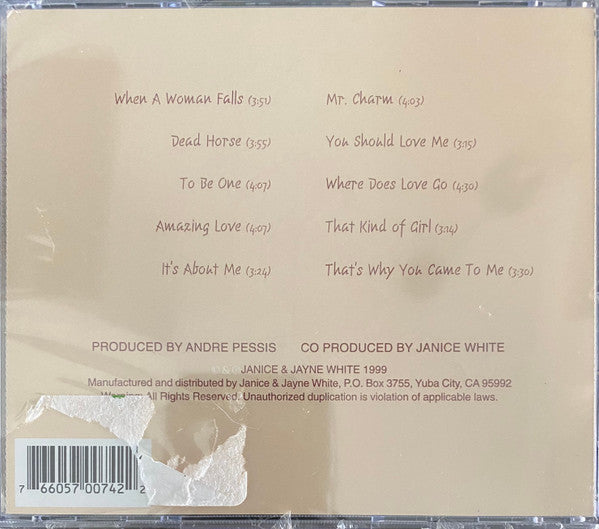 When A Woman Falls (3:51)
Dead Horse (3:55)
To Be One (4:07)
Amazing Love (4:07)
It's About Me (3:24)
Mr. Charm (4:03)
You Should Love Me (3:15)
Where Does Love Go (4:30)
That Kind of Girl (3:14)
That's Why You Came To Me (3:30)
PRODUCED BY ANDRE PESSIS CO PRODUCED BY JANICE WHITE
JANICE & JAYNE WHITE 1999
Manufactured and distributed by Janice & Jayne White, P.O. Box 3755, Yuba City, CA 95992
Warning: All Rights Reserved. Unauthorized duplication is violation of applicable laws.
7 66057 00742 2